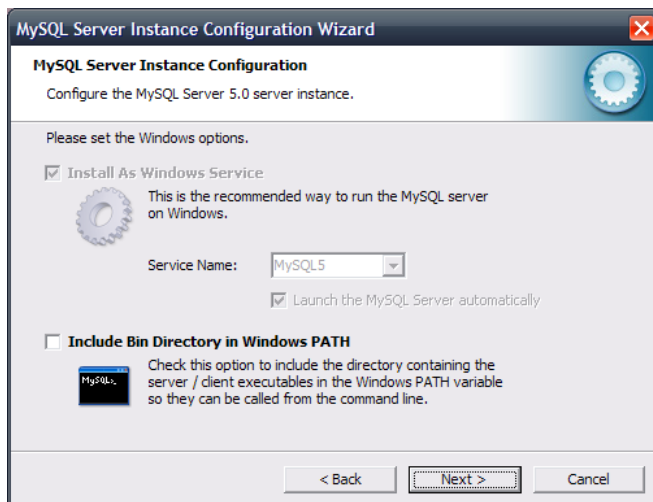 MySQL Server Instance Configuration Wizard
MySQL Server Instance Configuration
Configure the MySQL Server 5.0 server instance.
Please set the Windows options.
Install As Windows Service
This is the recommended way to run the MySQL server
on Windows.
Service Name: MySQL5
Launch the MySQL Server automatically
Include Bin Directory in Windows PATH
Check this option to include the directory containing the
server / client executables in the Windows PATH variable
so they can be called from the command line.
MySQL>_
< Back Next > Cancel